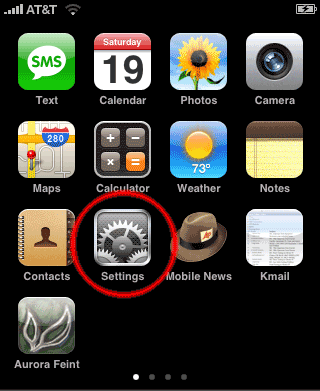 AT&T
SMS
Saturday
19
280
73°
Text Calendar Photos Camera
Maps Calculator Weather Notes
Contacts Settings Mobile News Kmail
Aurora Feint